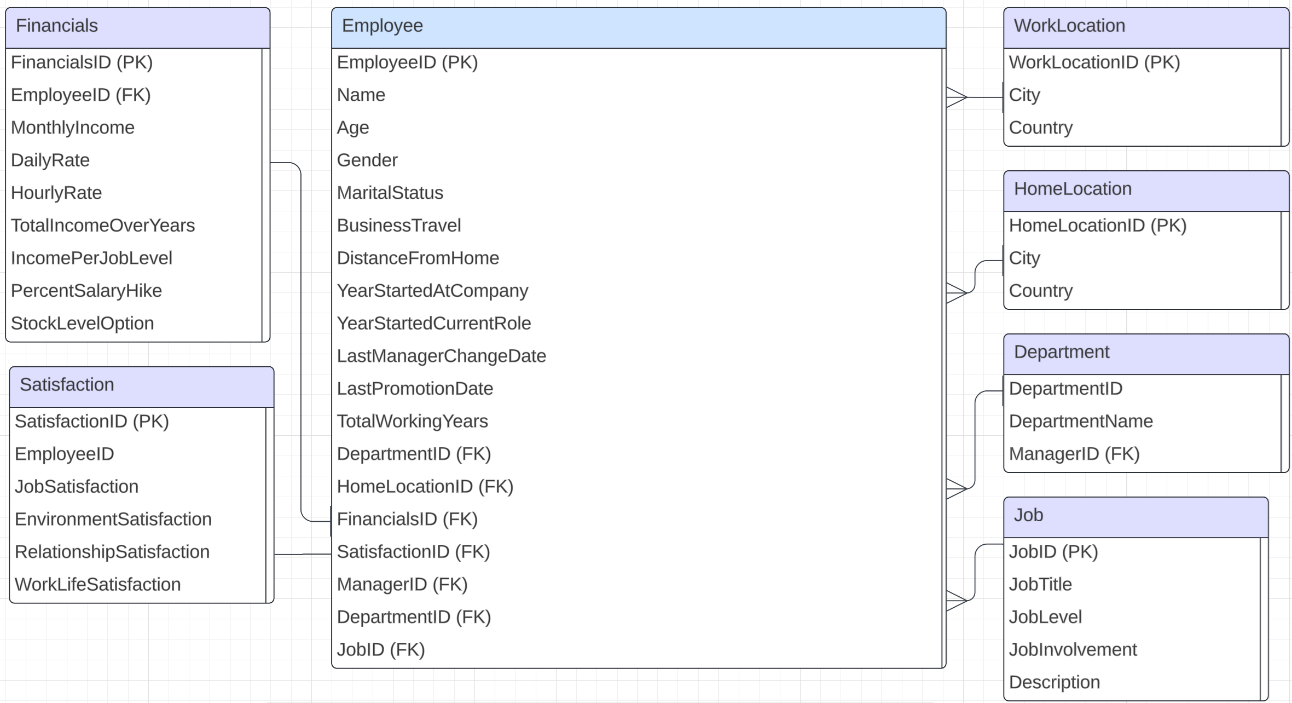 Financials
FinancialsID (PK)
EmployeeID (FK)
MonthlyIncome
DailyRate
HourlyRate
TotalIncomeOverYears
IncomePerJobLevel
PercentSalaryHike
StockLevelOption
Satisfaction
SatisfactionID (PK)
EmployeeID
JobSatisfaction
EnvironmentSatisfaction
RelationshipSatisfaction
WorkLifeSatisfaction
Employee
EmployeeID (PK)
Name
Age
Gender
MaritalStatus
BusinessTravel
DistanceFromHome
YearStartedAtCompany
YearStartedCurrentRole
LastManagerChangeDate
LastPromotionDate
TotalWorkingYears
DepartmentID (FK)
HomeLocationID (FK)
FinancialsID (FK)
SatisfactionID (FK)
ManagerID (FK)
DepartmentID (FK)
JobID (FK)
WorkLocation
WorkLocationID (PK)
City
Country
HomeLocation
HomeLocationID (PK)
City
Country
Department
DepartmentID
DepartmentName
ManagerID (FK)
Job
JobID (PK)
JobTitle
JobLevel
JobInvolvement
Description